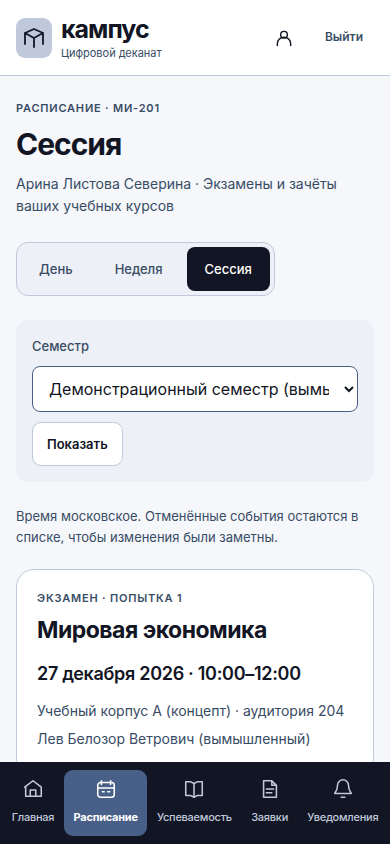 кампус
Цифровой деканат
Выйти
РАСПИСАНИЕ · МИ-201
Сессия
Арина Листова Северина · Экзамены и зачёты
ваших учебных курсов
День
Неделя
Сессия
Семестр
Демонстрационный семестр (вымы
Показать
Время московское. Отменённые события остаются в
списке, чтобы изменения были заметны.
ЭКЗАМЕН · ПОПЫТКА 1
Мировая экономика
27 декабря 2026 · 10:00–12:00
Учебный корпус А (концепт) · аудитория 204
Лев Белозор Ветрович (вымышленный)
Главная
Расписание
Успеваемость
Заявки
Уведомления